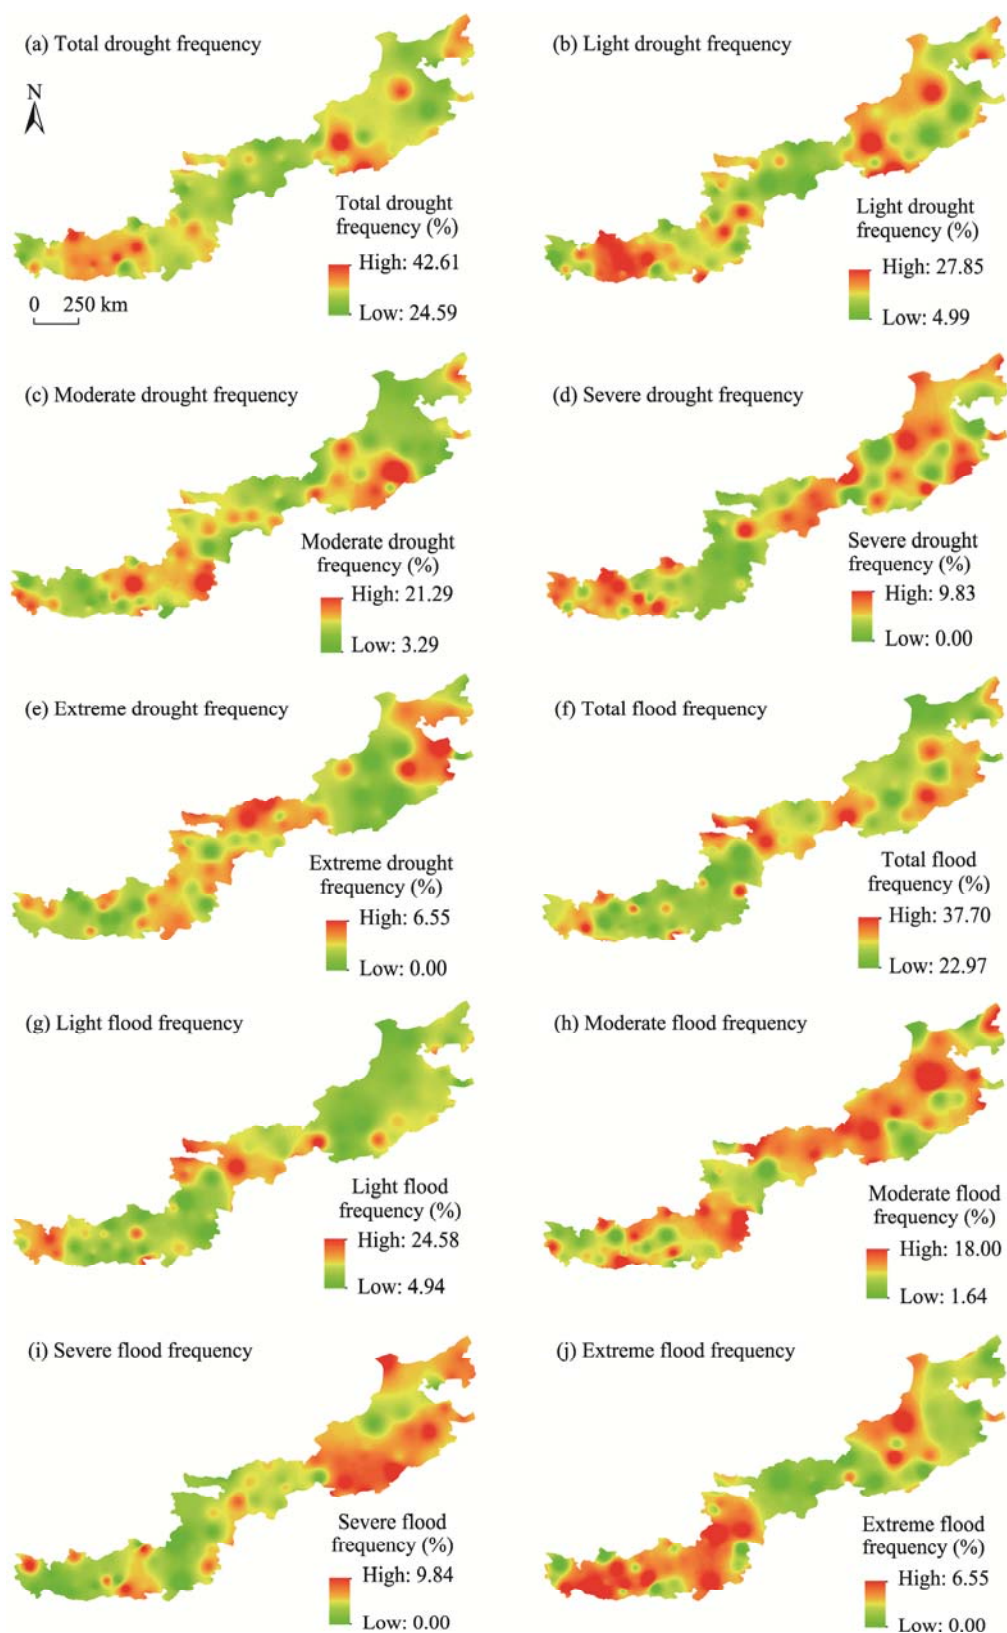 (a) Total drought frequency
N
Total drought
frequency (%)
High: 42.61
Low: 24.59
0 250 km
(b) Light drought frequency
Light drought
frequency (%)
High: 27.85
Low: 4.99
(c) Moderate drought frequency
Moderate drought
frequency (%)
High: 21.29
Low: 3.29
(d) Severe drought frequency
Severe drought
frequency (%)
High: 9.83
Low: 0.00
(e) Extreme drought frequency
Extreme drought
frequency (%)
High: 6.55
Low: 0.00
(f) Total flood frequency
Total flood
frequency (%)
High: 37.70
Low: 22.97
(g) Light flood frequency
Light flood
frequency (%)
High: 24.58
Low: 4.94
(h) Moderate flood frequency
Moderate flood
frequency (%)
High: 18.00
Low: 1.64
(i) Severe flood frequency
Severe flood
frequency (%)
High: 9.84
Low: 0.00
(j) Extreme flood frequency
Extreme flood
frequency (%)
High: 6.55
Low: 0.00